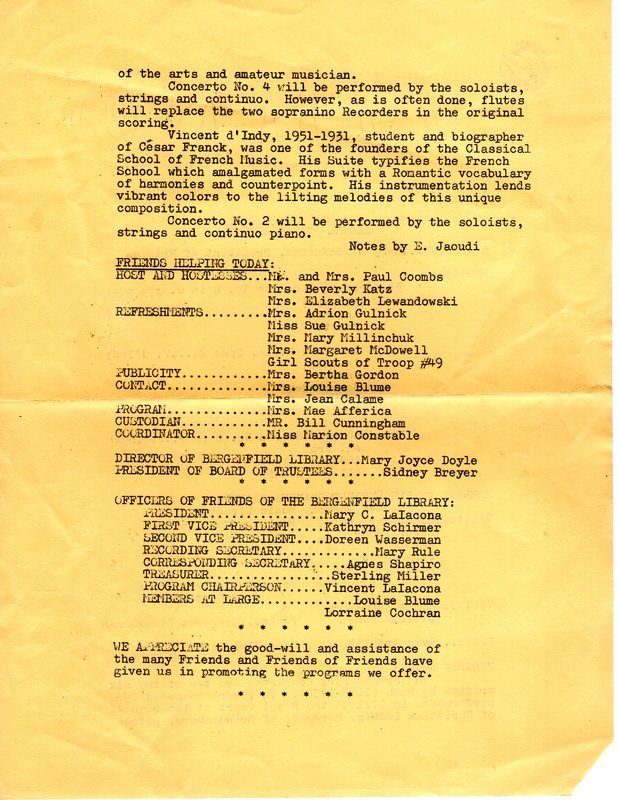 of the arts and amateur musician.
Concerto No. 4 will be performed by the soloists,
strings and continuo. However, as is often done, flutes
will replace the two sopranino Recorders in the original
scoring.
Vincent d'Indy, 1951-1931, student and biographer
of César Franck, was one of the founders of the Classical
School of French Music. His Suite typifies the French
School which amalgamated forms with a Romantic vocabulary
of harmonies and counterpoint. His instrumentation lends
vibrant colors to the lilting melodies of this unique
composition.
Concerto No. 2 will be performed by the soloists,
strings and continuo piano.
Notes by E. Jaoudi
FRIENDS HELPING TODAY:
HOST AND HOSTESSES...Mr. and Mrs. Paul Coombs
Mrs. Beverly Katz
Mrs. Elizabeth Lewandowski
REFRESHMENTS.........Mrs. Adrion Gulnick
Miss Sue Gulnick
Mrs. Mary Millinchuk
Mrs. Margaret McDowell
Girl Scouts of Troop #49
PUBLICITY............Mrs. Bertha Gordon
CONTACT..............Mrs. Louise Blume
Mrs. Jean Calame
PROGRAM..............Mrs. Mae Afferica
CUSTODIAN............MR. Bill Cunningham
COORDINATOR..........Miss Marion Constable
* * * * * *
DIRECTOR OF BERGENFIELD LIBRARY...Mary Joyce Doyle
PRESIDENT OF BOARD OF TRUSTEES.......Sidney Breyer
* * * * * *
OFFICERS OF FRIENDS OF THE BERGENFIELD LIBRARY:
PRESIDENT................Mary C. LaIacona
FIRST VICE PRESIDENT.....Kathryn Schirmer
SECOND VICE PRESIDENT....Doreen Wasserman
RECORDING SECRETARY.............Mary Rule
CORRESPONDING SECRETARY.....Agnes Shapiro
TREASURER.................Sterling Miller
PROGRAM CHAIRPERSON......Vincent LaIacona
MEMBERS AT LARGE.............Louise Blume
Lorraine Cochran
* * * * * *
WE APPRECIATE the good-will and assistance of
the many Friends and Friends of Friends have
given us in promoting the programs we offer.
* * * * * *